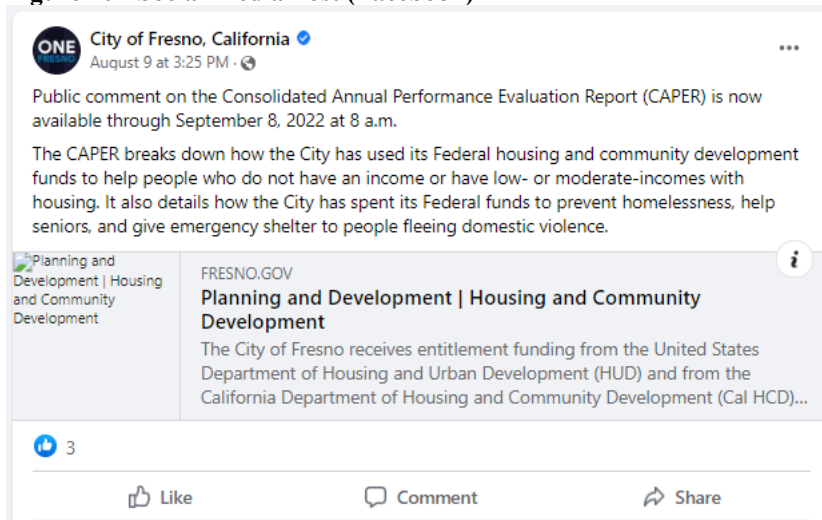 ONE
FRESNO
City of Fresno, California
August 9 at 3:25 PM ·
Public comment on the Consolidated Annual Performance Evaluation Report (CAPER) is now
available through September 8, 2022 at 8 a.m.
The CAPER breaks down how the City has used its Federal housing and community development
funds to help people who do not have an income or have low- or moderate-incomes with
housing. It also details how the City has spent its Federal funds to prevent homelessness, help
seniors, and give emergency shelter to people fleeing domestic violence.
Planning and
Development | Housing
and Community
Development
FRESNO.GOV
Planning and Development | Housing and Community
Development
The City of Fresno receives entitlement funding from the United States
Department of Housing and Urban Development (HUD) and from the
California Department of Housing and Community Development (Cal HCD)...
3
Like
Comment
Share